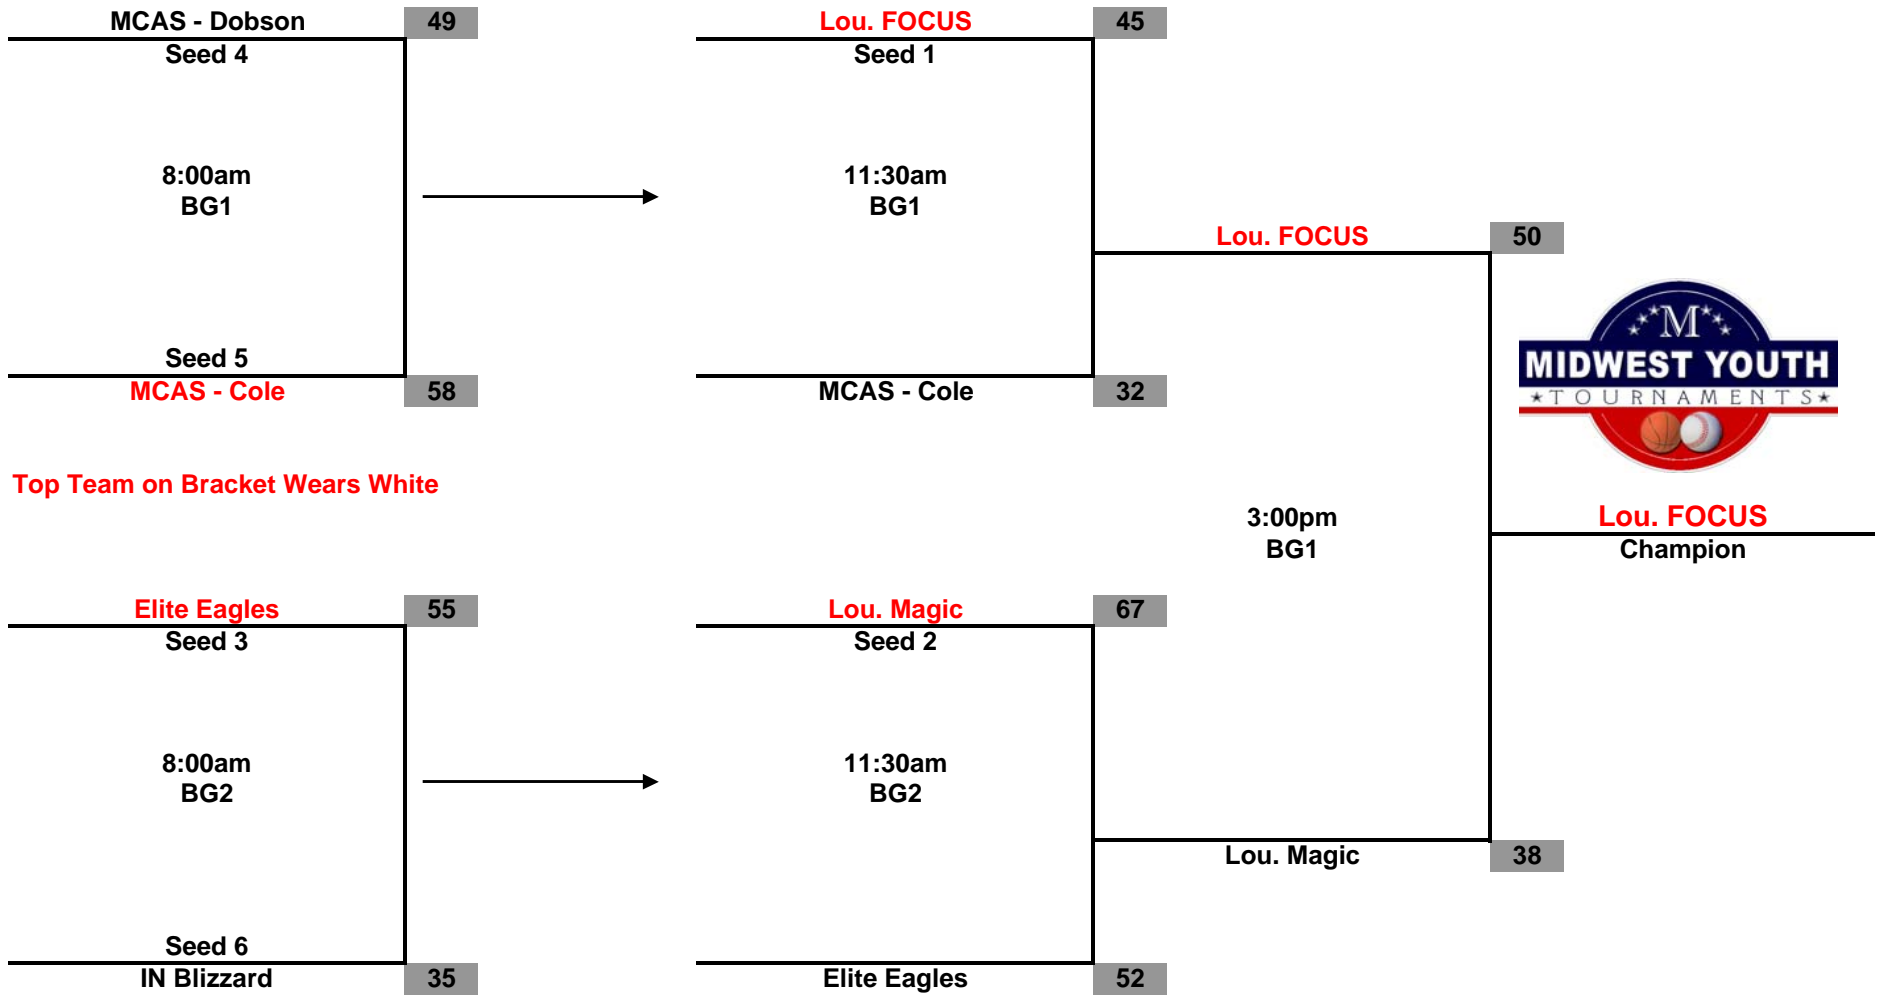 MCAS - Dobson 49
Seed 4
8:00am
BG1
Seed 5
MCAS - Cole 58
Lou. FOCUS 45
Seed 1
11:30am
BG1
MCAS - Cole 32
Lou. FOCUS 50
M
MIDWEST YOUTH
★TOURNAMENTS★
Top Team on Bracket Wears White
3:00pm
BG1
Lou. FOCUS
Champion
Elite Eagles 55
Seed 3
8:00am
BG2
Seed 6
IN Blizzard 35
Lou. Magic 67
Seed 2
11:30am
BG2
Elite Eagles 52
Lou. Magic 38